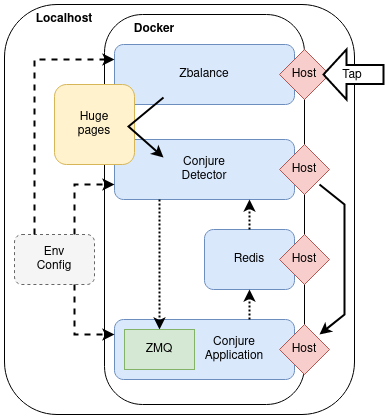 Localhost
Docker
Zbalance
Host
Tap
Huge
pages
Conjure
Detector
Host
Env
Config
Redis
Host
ZMQ
Conjure
Application
Host